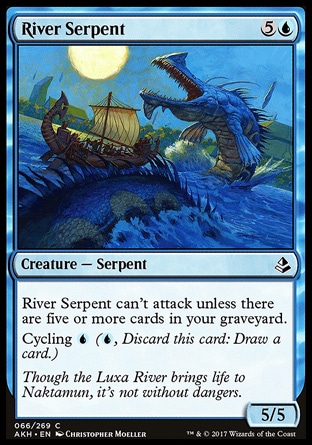 River Serpent 5
Creature — Serpent
River Serpent can't attack unless there
are five or more cards in your graveyard.
Cycling (, Discard this card: Draw a
card.)
Though the Luxa River brings life to
Naktamun, it's not without dangers.
5/5
066/269 C
AKH • EN Christopher Moeller
™ & © 2017 Wizards of the Coast